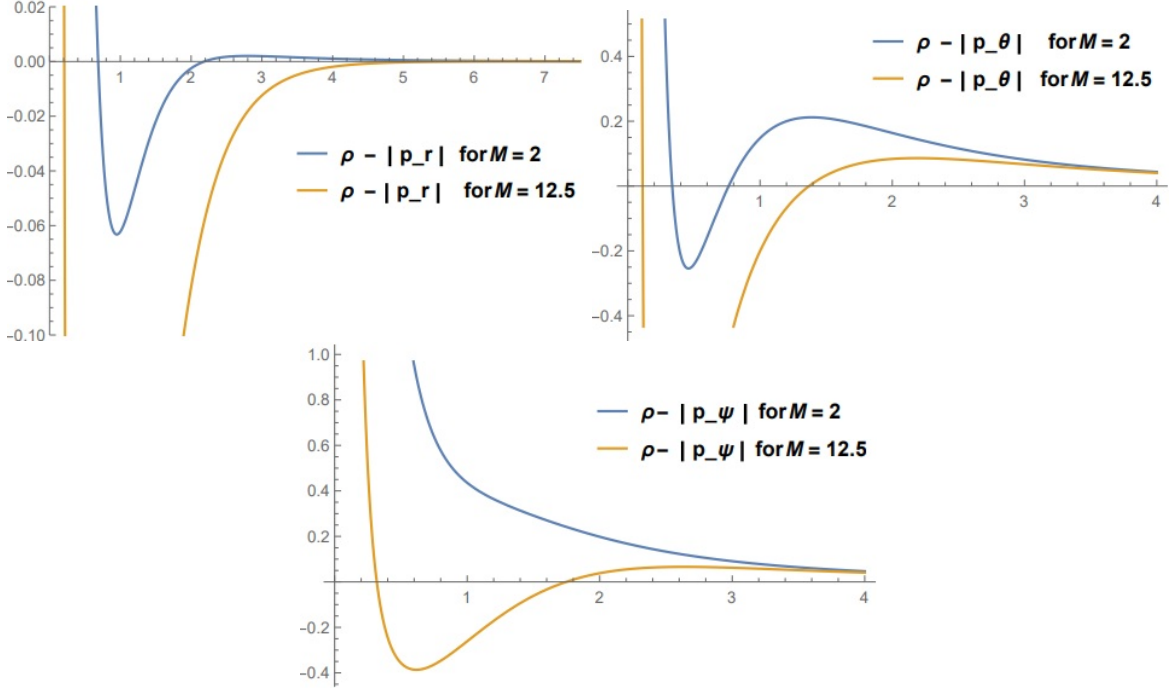 0.02
0.00
-0.02
-0.04
-0.06
-0.08
-0.10
1 2 3 4 5 6 7
ρ - | p_r | for M = 2
ρ - | p_r | for M = 12.5
0.4
0.2
-0.2
-0.4
1 2 3 4
ρ - | p_θ | for M = 2
ρ - | p_θ | for M = 12.5
1.0
0.8
0.6
0.4
0.2
-0.2
-0.4
1 2 3 4
ρ - | p_ψ | for M = 2
ρ - | p_ψ | for M = 12.5